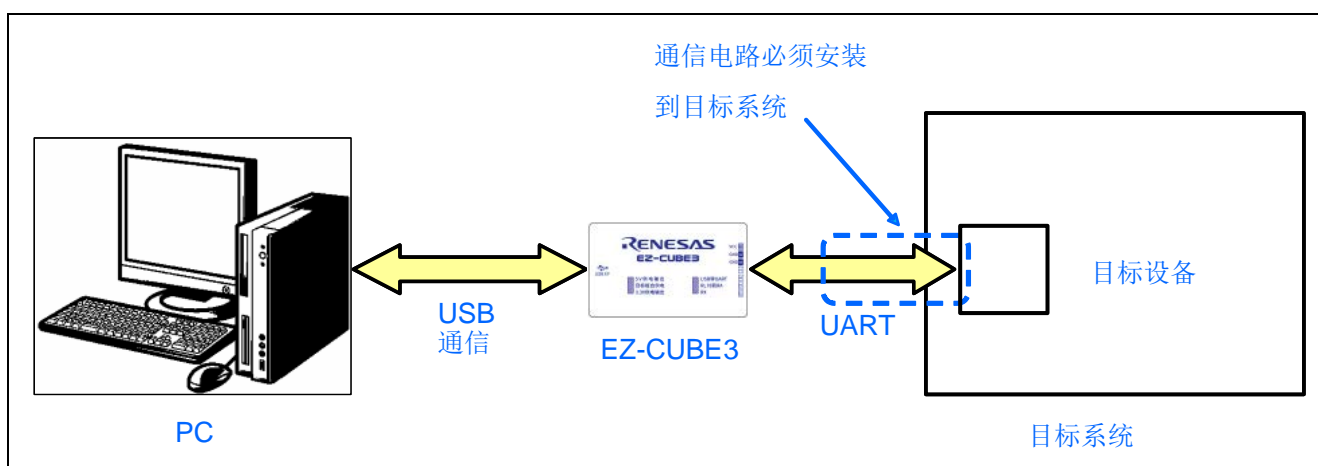 通信电路必须安装
到目标系统
RENESAS
EZ-CUBE3
USB
通信
EZ-CUBE3
UART
目标设备
PC
目标系统